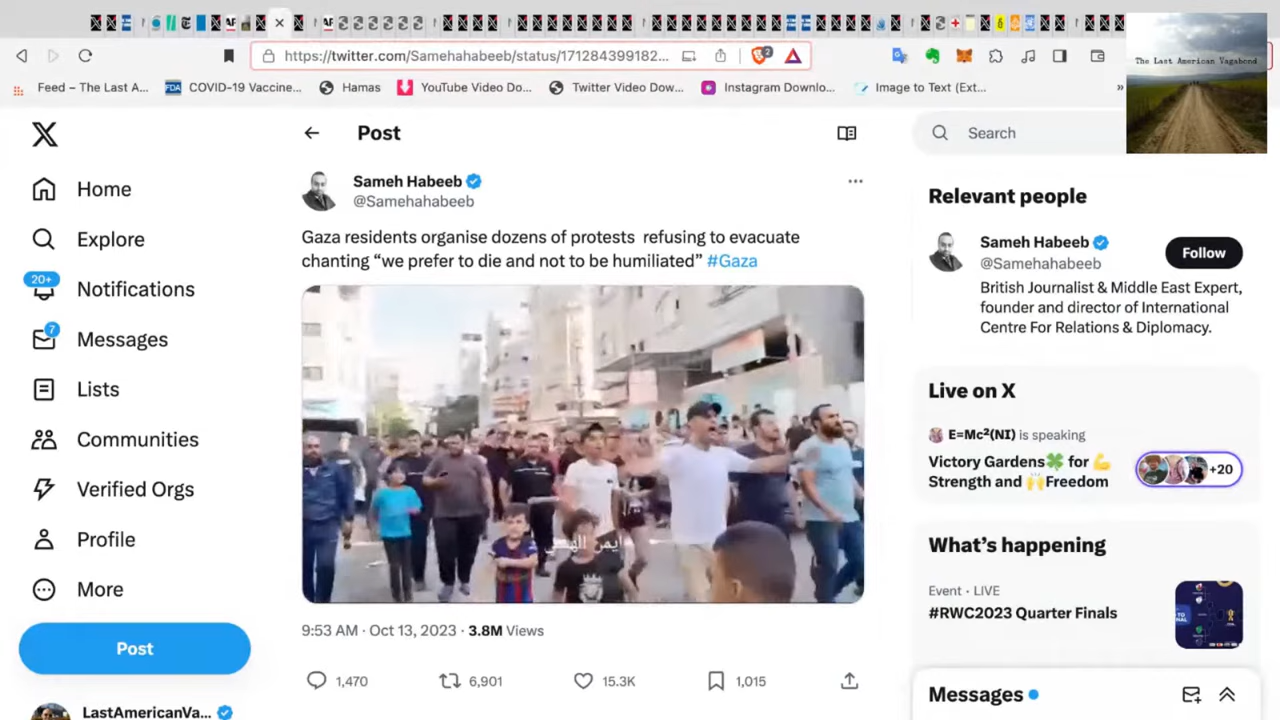 https://twitter.com/Samehahabeeb/status/171284399182...
2
Feed – The Last A...
FDA COVID-19 Vaccine...
Hamas
YouTube Video Do...
Twitter Video Dow...
Instagram Downlo...
Image to Text (Ext...
»
The Last American Vagabond
Home
Explore
20+
Notifications
7
Messages
Lists
Communities
Verified Orgs
Profile
More
Post
LastAmericanVa...
Post
Sameh Habeeb
@Samehahabeeb
Gaza residents organise dozens of protests refusing to evacuate
chanting “we prefer to die and not to be humiliated” #Gaza
9:53 AM · Oct 13, 2023 · 3.8M Views
1,470
6,901
15.3K
1,015
Search
Relevant people
Sameh Habeeb
@Samehahabeeb
Follow
British Journalist & Middle East Expert,
founder and director of International
Centre For Relations & Diplomacy.
Live on X
E=Mc²(NI) is speaking
Victory Gardens🍀 for 💪
Strength and 🙌Freedom
+20
What’s happening
Event · LIVE
#RWC2023 Quarter Finals
Messages